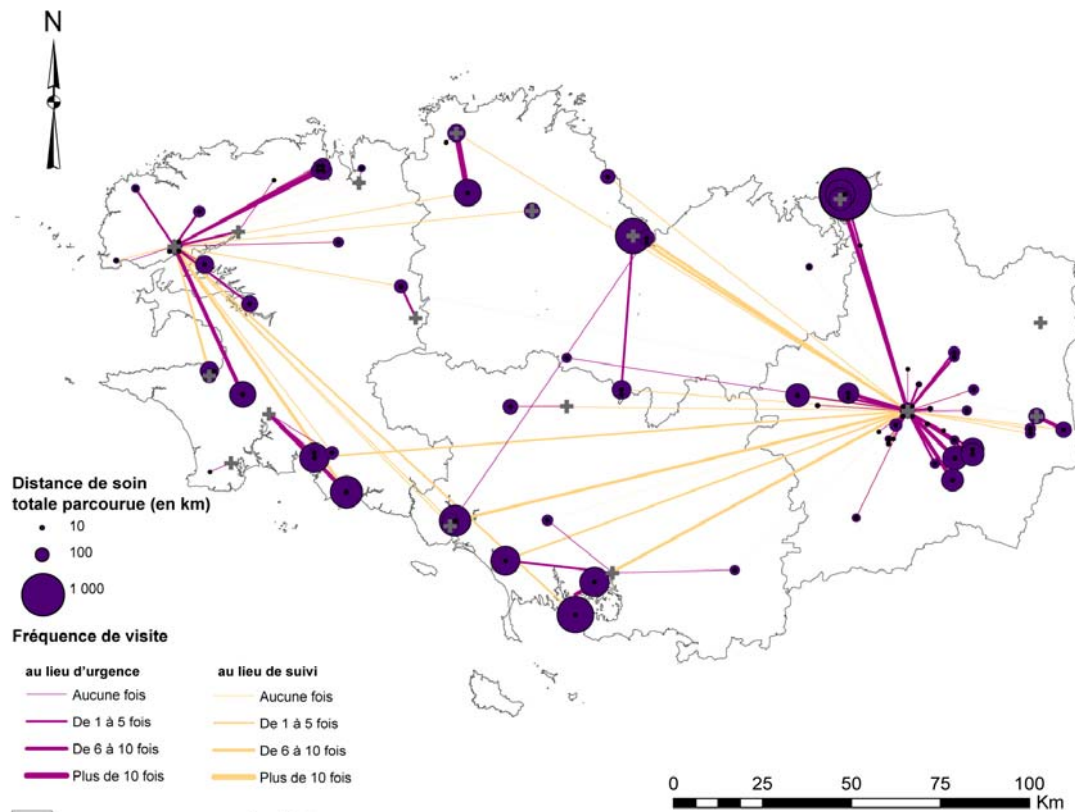 N
Distance de soin
totale parcourue (en km)
10
100
1 000
Fréquence de visite
au lieu d'urgence
Aucune fois
De 1 à 5 fois
De 6 à 10 fois
Plus de 10 fois
au lieu de suivi
Aucune fois
De 1 à 5 fois
De 6 à 10 fois
Plus de 10 fois
0 25 50 75 100
Km